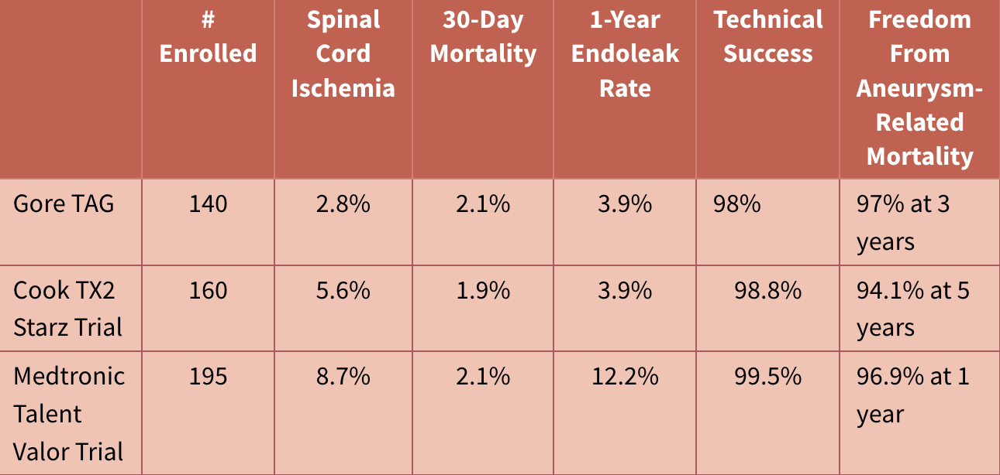 #
Enrolled
Spinal
Cord
Ischemia
30-Day
Mortality
1-Year
Endoleak
Rate
Technical
Success
Freedom
From
Aneurysm-
Related
Mortality
Gore TAG
140
2.8%
2.1%
3.9%
98%
97% at 3
years
Cook TX2
Starz Trial
160
5.6%
1.9%
3.9%
98.8%
94.1% at 5
years
Medtronic
Talent
Valor Trial
195
8.7%
2.1%
12.2%
99.5%
96.9% at 1
year